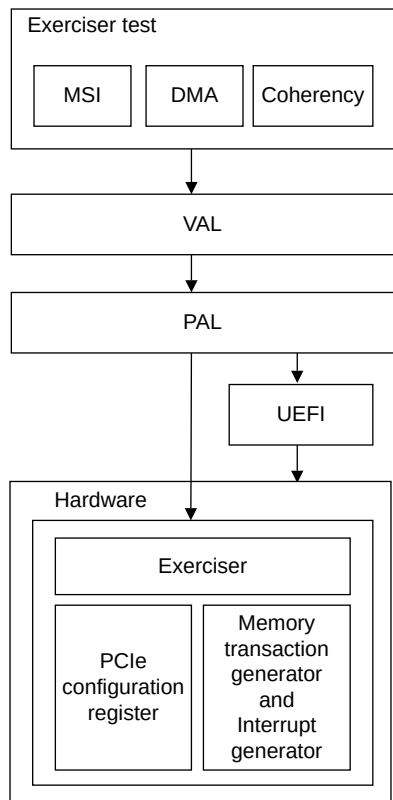 Exerciser test
MSI
DMA
Coherency
VAL
PAL
UEFI
Hardware
Exerciser
PCIe
configuration
register
Memory
transaction
generator
and
Interrupt
generator